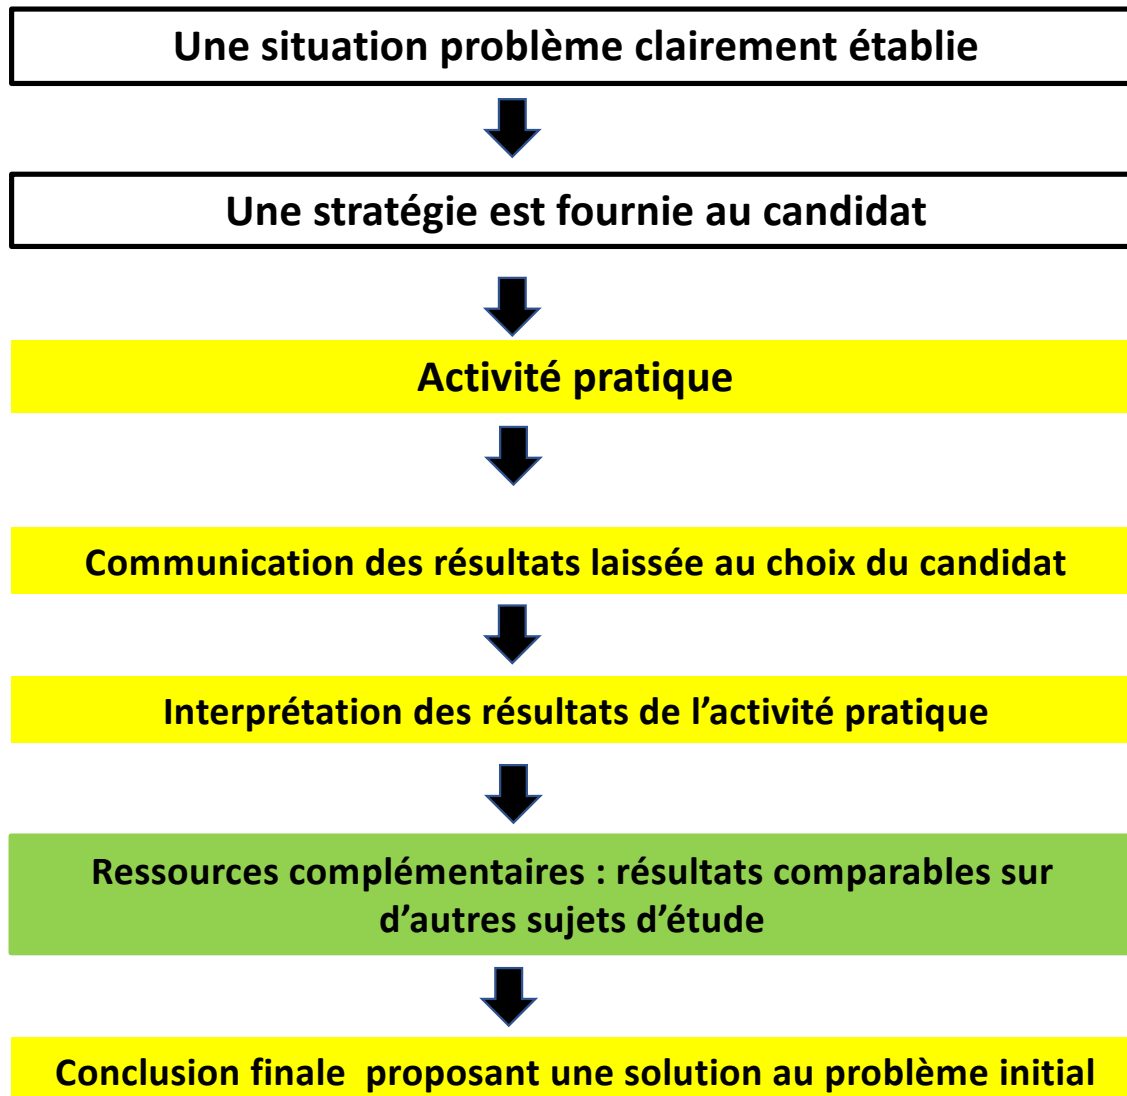 Une situation problème clairement établie
Une stratégie est fournie au candidat
Activité pratique
Communication des résultats laissée au choix du candidat
Interprétation des résultats de l’activité pratique
Ressources complémentaires : résultats comparables sur
d’autres sujets d’étude
Conclusion finale  proposant une solution au problème initial